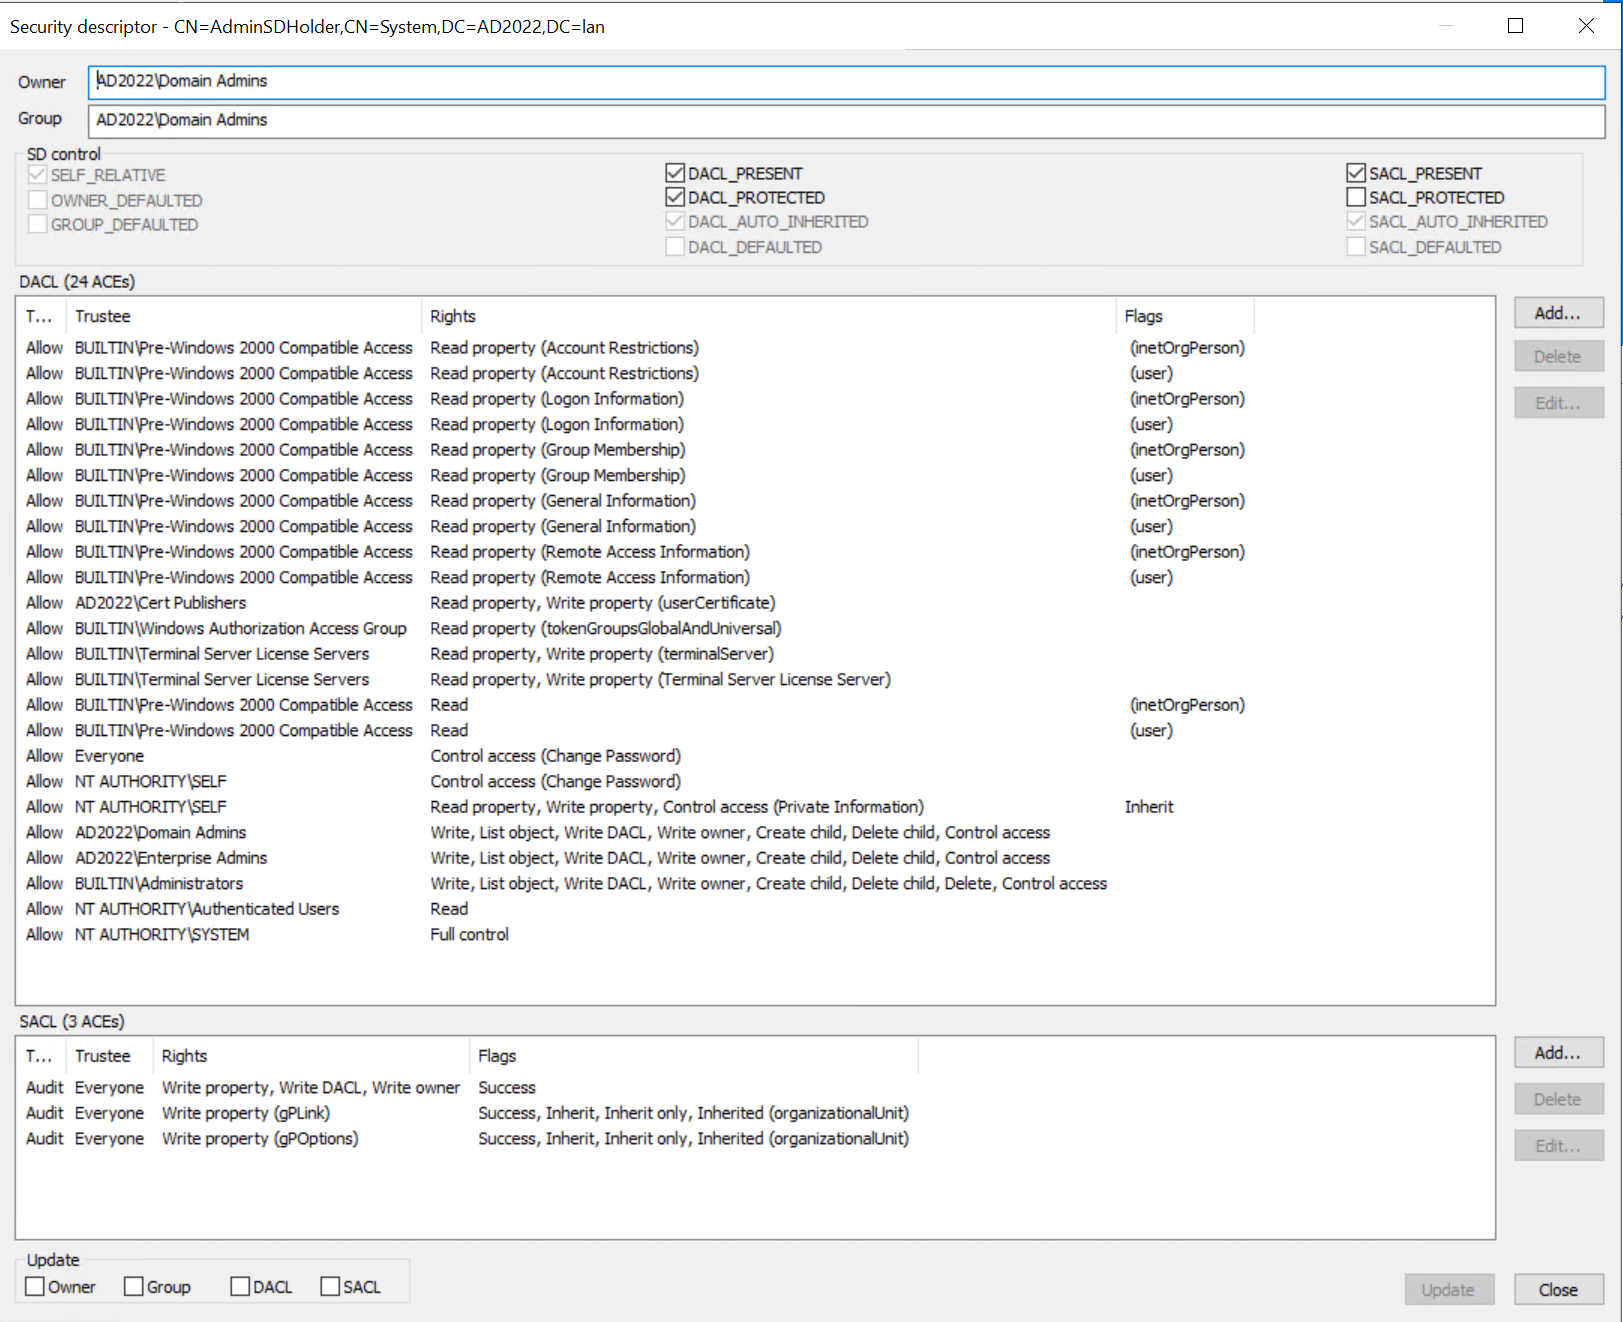 Security descriptor - CN=AdminSDHolder,CN=System,DC=AD2022,DC=lan
Owner AD2022\Domain Admins
Group AD2022\Domain Admins
SD control
SELF_RELATIVE DACL_PRESENT SACL_PRESENT
OWNER_DEFAULTED DACL_PROTECTED SACL_PROTECTED
GROUP_DEFAULTED DACL_AUTO_INHERITED SACL_AUTO_INHERITED
DACL_DEFAULTED SACL_DEFAULTED
DACL (24 ACEs)
T... Trustee Rights Flags Add...
Allow BUILTIN\Pre-Windows 2000 Compatible Access Read property (Account Restrictions) (inetOrgPerson) Delete
Allow BUILTIN\Pre-Windows 2000 Compatible Access Read property (Account Restrictions) (user)
Allow BUILTIN\Pre-Windows 2000 Compatible Access Read property (Logon Information) (inetOrgPerson) Edit...
Allow BUILTIN\Pre-Windows 2000 Compatible Access Read property (Logon Information) (user)
Allow BUILTIN\Pre-Windows 2000 Compatible Access Read property (Group Membership) (inetOrgPerson)
Allow BUILTIN\Pre-Windows 2000 Compatible Access Read property (Group Membership) (user)
Allow BUILTIN\Pre-Windows 2000 Compatible Access Read property (General Information) (inetOrgPerson)
Allow BUILTIN\Pre-Windows 2000 Compatible Access Read property (General Information) (user)
Allow BUILTIN\Pre-Windows 2000 Compatible Access Read property (Remote Access Information) (inetOrgPerson)
Allow BUILTIN\Pre-Windows 2000 Compatible Access Read property (Remote Access Information) (user)
Allow AD2022\Cert Publishers Read property, Write property (userCertificate)
Allow BUILTIN\Windows Authorization Access Group Read property (tokenGroupsGlobalAndUniversal)
Allow BUILTIN\Terminal Server License Servers Read property, Write property (terminalServer)
Allow BUILTIN\Terminal Server License Servers Read property, Write property (Terminal Server License Server)
Allow BUILTIN\Pre-Windows 2000 Compatible Access Read (inetOrgPerson)
Allow BUILTIN\Pre-Windows 2000 Compatible Access Read (user)
Allow Everyone Control access (Change Password)
Allow NT AUTHORITY\SELF Control access (Change Password)
Allow NT AUTHORITY\SELF Read property, Write property, Control access (Private Information) Inherit
Allow AD2022\Domain Admins Write, List object, Write DACL, Write owner, Create child, Delete child, Control access
Allow AD2022\Enterprise Admins Write, List object, Write DACL, Write owner, Create child, Delete child, Control access
Allow BUILTIN\Administrators Write, List object, Write DACL, Write owner, Create child, Delete child, Delete, Control access
Allow NT AUTHORITY\Authenticated Users Read
Allow NT AUTHORITY\SYSTEM Full control
SACL (3 ACEs)
T... Trustee Rights Flags Add...
Audit Everyone Write property, Write DACL, Write owner Success
Audit Everyone Write property (gPLink) Success, Inherit, Inherit only, Inherited (organizationalUnit) Delete
Audit Everyone Write property (gPOptions) Success, Inherit, Inherit only, Inherited (organizationalUnit) Edit...
Update
Owner Group DACL SACL Update Close